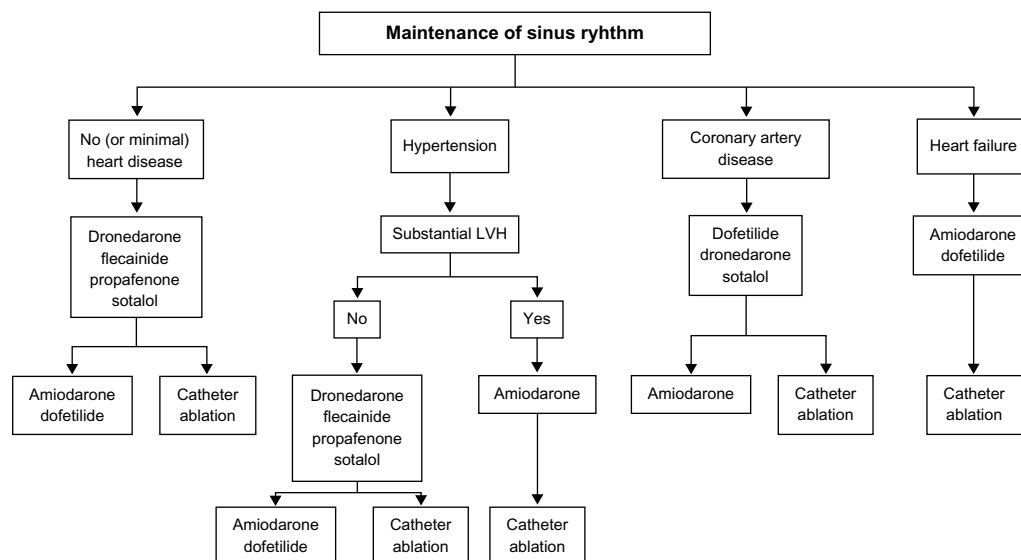 Maintenance of sinus ryhthm
No (or minimal)
heart disease
Hypertension
Coronary artery
disease
Heart failure
Dronedarone
flecainide
propafenone
sotalol
Substantial LVH
Dofetilide
dronedarone
sotalol
Amiodarone
dofetilide
No
Yes
Amiodarone
dofetilide
Catheter
ablation
Dronedarone
flecainide
propafenone
sotalol
Amiodarone
Amiodarone
Catheter
ablation
Catheter
ablation
Amiodarone
dofetilide
Catheter
ablation
Catheter
ablation